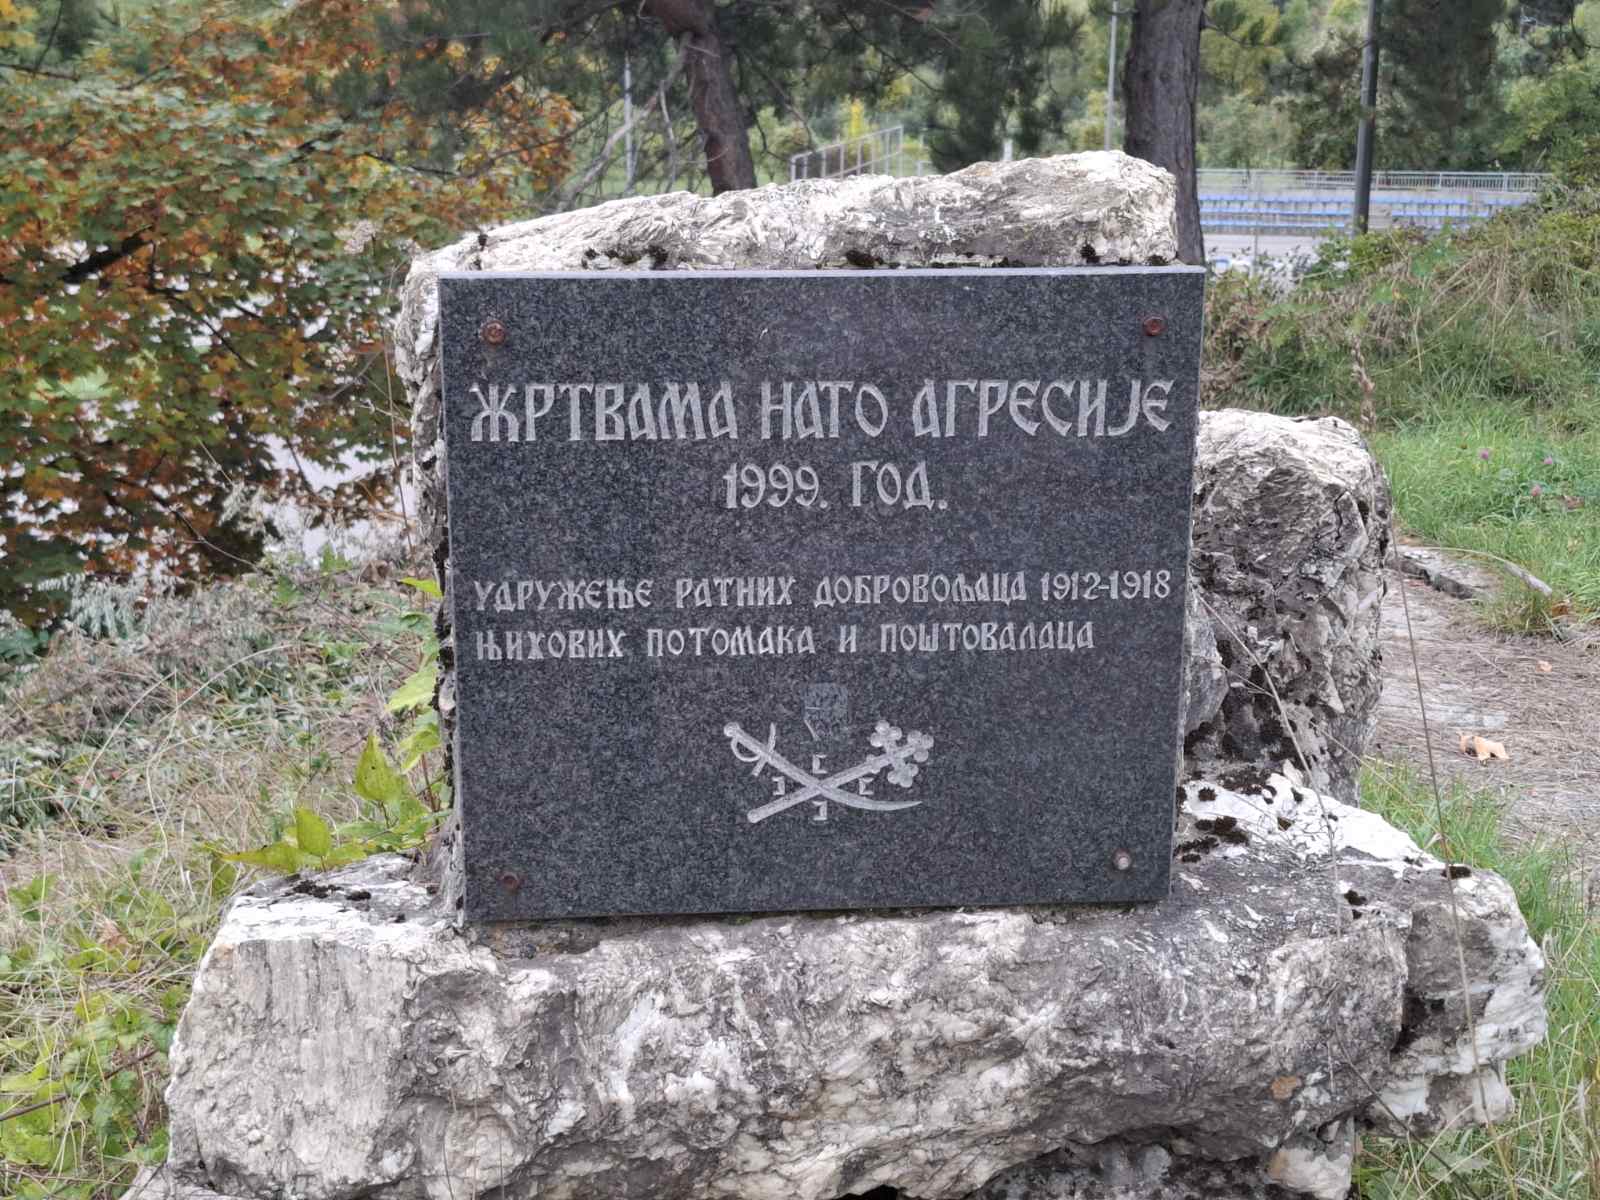 ЖРТВАМА НАТО АГРЕСИЈЕ
1999. ГОД.
УДРУЖЕЊЕ РАТНИХ ДОБРОВОЉАЦА 1912-1918
ЊИХОВИХ ПОТОМАКА И ПОШТОВАЛАЦА